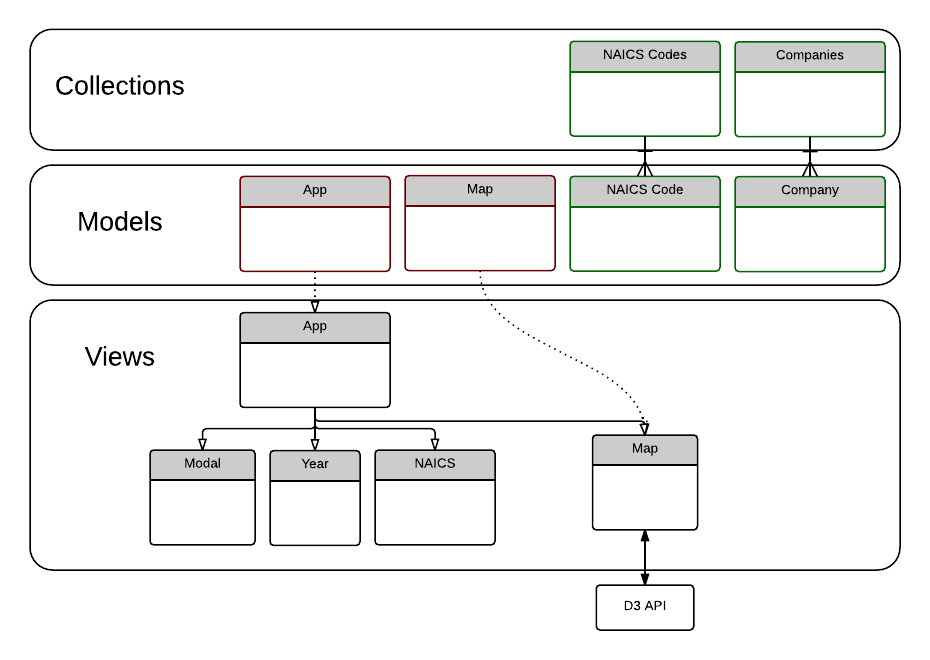 Collections
NAICS Codes
Companies
Models
App
Map
NAICS Code
Company
Views
App
Modal
Year
NAICS
Map
D3 API